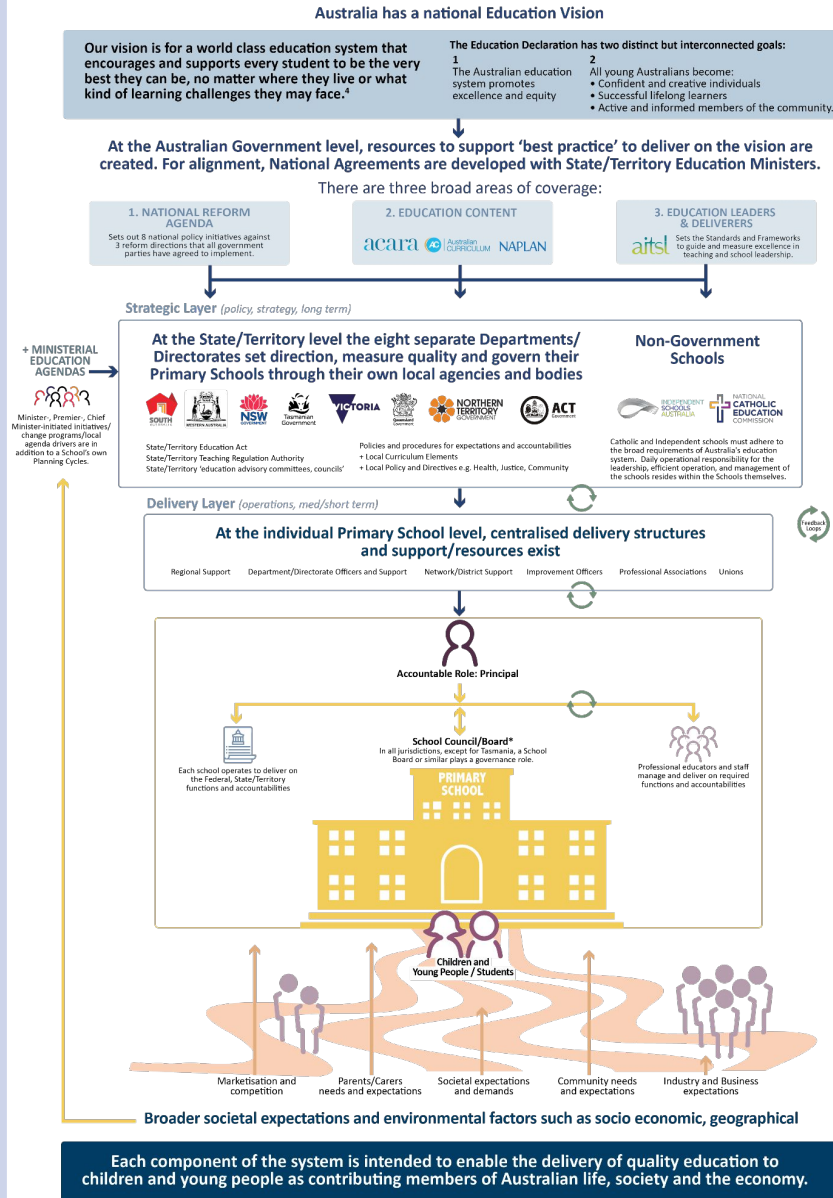 Australia has a national Education Vision
Our vision is for a world class education system that
encourages and supports every student to be the very
best they can be, no matter where they live or what
kind of learning challenges they may face.4
The Education Declaration has two distinct but interconnected goals:
1
The Australian education
system promotes
excellence and equity
2
All young Australians become:
• Confident and creative individuals
• Successful lifelong learners
• Active and informed members of the community.
At the Australian Government level, resources to support ‘best practice’ to deliver on the vision are
created. For alignment, National Agreements are developed with State/Territory Education Ministers.
There are three broad areas of coverage:
1. NATIONAL REFORM
AGENDA
Sets out 8 national policy initiatives against
3 reform directions that all government
parties have agreed to implement.
2. EDUCATION CONTENT
acara
AC
Australian
CURRICULUM
NAPLAN
3. EDUCATION LEADERS
& DELIVERERS
aitsl
Sets the Standards and Frameworks
to guide and measure excellence in
teaching and school leadership.
Strategic Layer (policy, strategy, long term)
+ MINISTERIAL
EDUCATION
AGENDAS
Minister-, Premier-, Chief
Minister-initiated initiatives/
change programs/local
agenda drivers are in
addition to a School's own
Planning Cycles.
At the State/Territory level the eight separate Departments/
Directorates set direction, measure quality and govern their
Primary Schools through their own local agencies and bodies
SOUTH
AUSTRALIA
WESTERN AUSTRALIA
NSW
GOVERNMENT
Tasmanian
Government
VICTORIA
NORTHERN
TERRITORY
GOVERNMENT
ACT
Government
State/Territory Education Act
State/Territory Teaching Regulation Authority
State/Territory ‘education advisory committees, councils’
Policies and procedures for expectations and accountabilities
+ Local Curriculum Elements
+ Local Policy and Directives e.g. Health, Justice, Community
Non-Government
Schools
INDEPENDENT
SCHOOLS
AUSTRALIA
NATIONAL
CATHOLIC
EDUCATION
COMMISSION
Catholic and Independent schools must adhere to
the broad requirements of Australia's education
system. Daily operational responsibility for the
leadership, efficient operation, and management of
the schools resides within the Schools themselves.
Delivery Layer (operations, med/short term)
Feedback
Loops
At the individual Primary School level, centralised delivery structures
and support/resources exist
Regional Support
Department/Directorate Officers and Support
Network/District Support
Improvement Officers
Professional Associations
Unions
Accountable Role: Principal
Each school operates to deliver on
the Federal, State/Territory
functions and accountabilities
School Council/Board*
In all jurisdictions, except for Tasmania, a School
Board or similar plays a governance role.
Professional educators and staff
manage and deliver on required
functions and accountabilities
PRIMARY
SCHOOL
Children and
Young People / Students
Marketisation and
competition
Parents/Carers
needs and expectations
Societal expectations
and demands
Community needs
and expectations
Industry and Business
expectations
Broader societal expectations and environmental factors such as socio economic, geographical
Each component of the system is intended to enable the delivery of quality education to
children and young people as contributing members of Australian life, society and the economy.